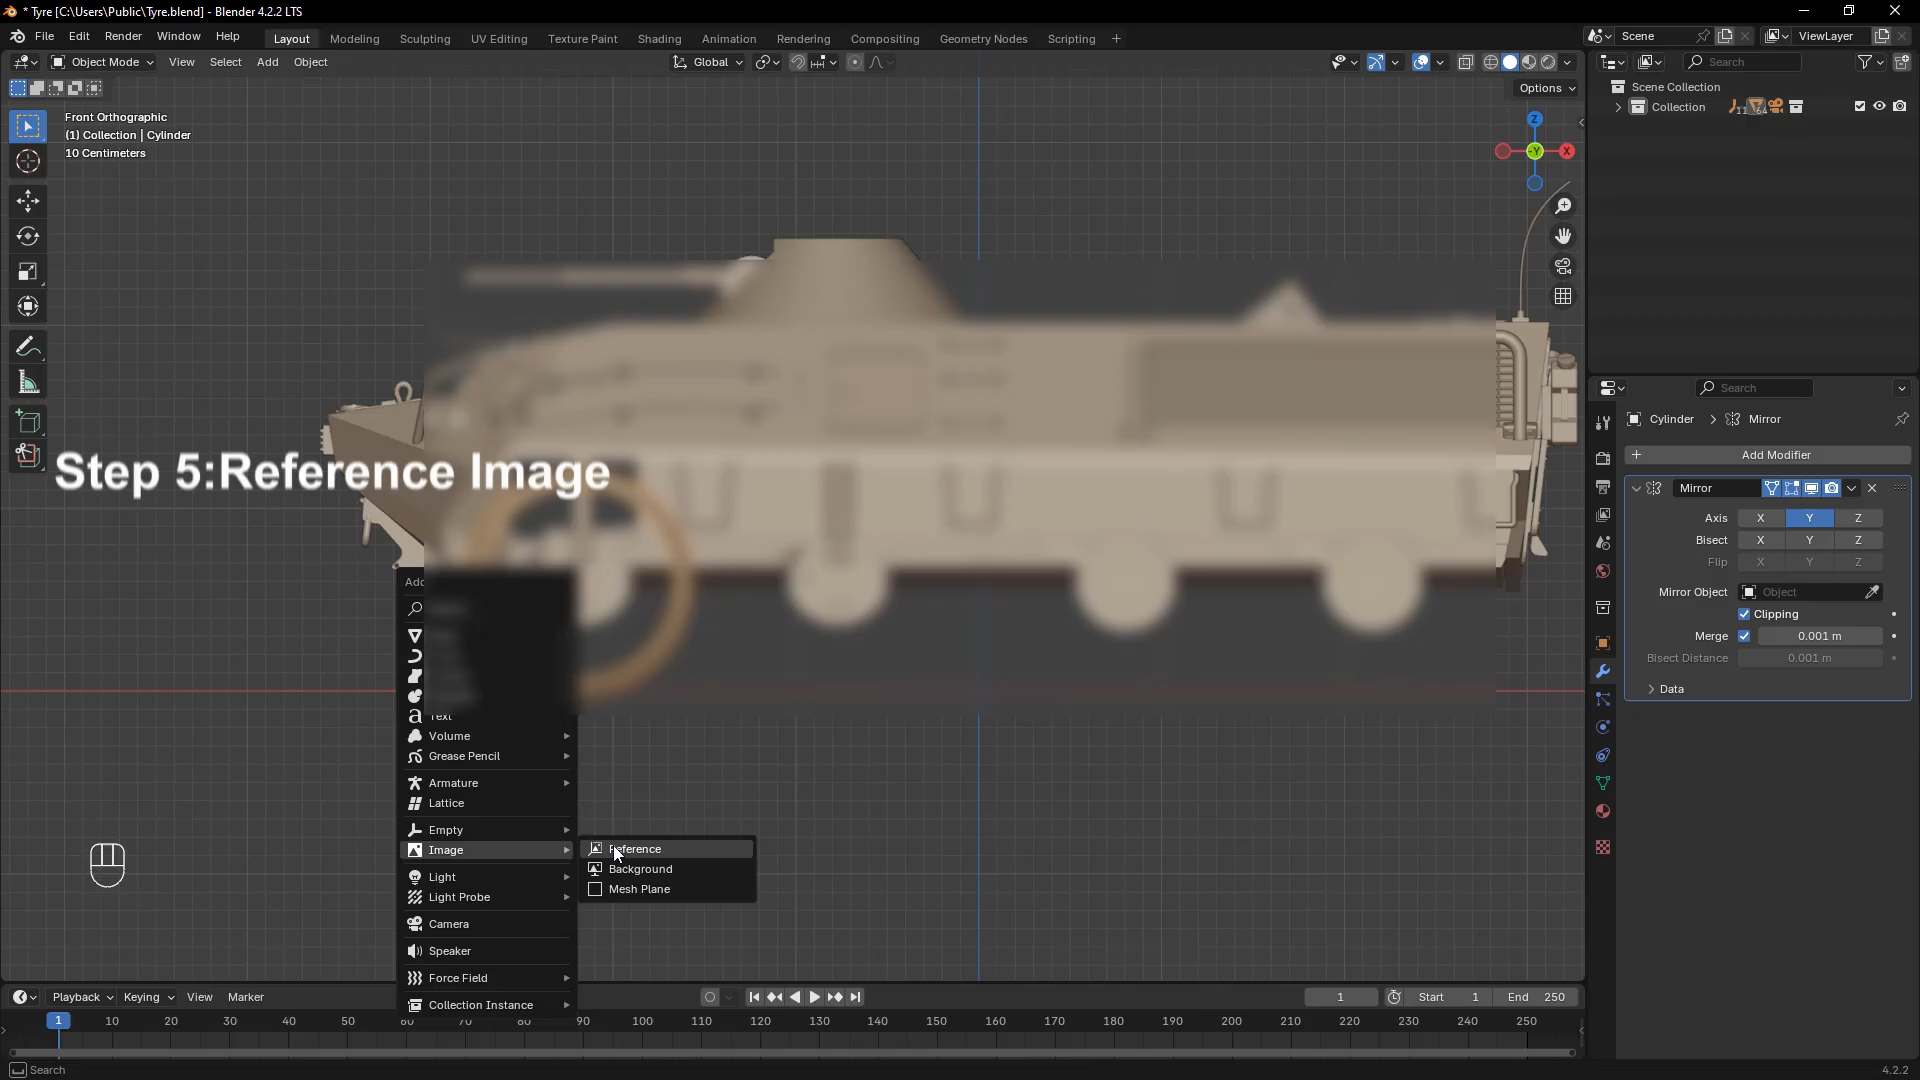 * Tyre [C:\Users\Public\Tyre.blend] - Blender 4.2.2 LTS
File Edit Render Window Help
Layout Modeling Sculpting UV Editing Texture Paint Shading Animation Rendering Compositing Geometry Nodes Scripting +
Scene
ViewLayer
Object Mode View Select Add Object
Global
Search
Options
Front Orthographic
(1) Collection | Cylinder
10 Centimeters
Z
-Y
X
Scene Collection
Collection
Step 5:Reference Image
Search
Cylinder > Mirror
Add Modifier
Mirror
Axis X Y Z
Bisect X Y Z
Flip X Y Z
Mirror Object Object
Clipping
Merge 0.001 m
Bisect Distance 0.001 m
Data
Text
Volume
Grease Pencil
Armature
Lattice
Empty
Image
Light
Light Probe
Camera
Speaker
Force Field
Collection Instance
Reference
Background
Mesh Plane
Playback Keying View Marker
1 Start 1 End 250
1 10 20 30 40 50 60 70 80 90 100 110 120 130 140 150 160 170 180 190 200 210 220 230 240 250
Search
4.2.2